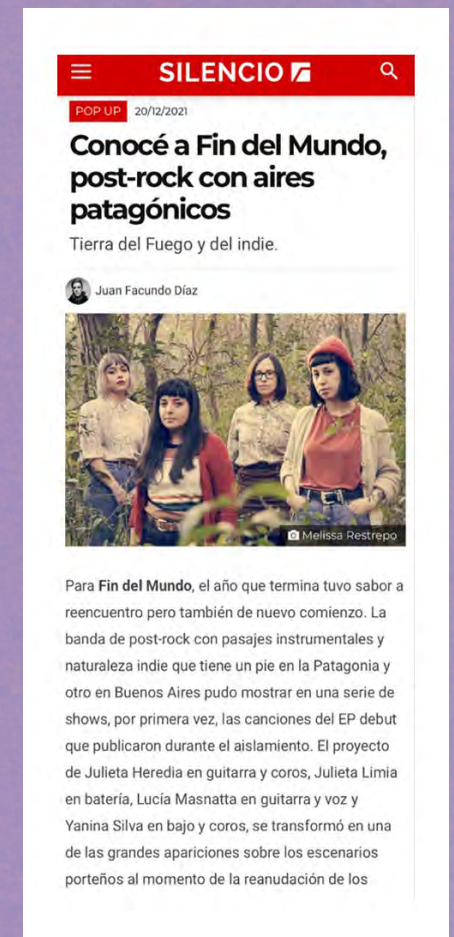 SILENCIO
POP UP 20/12/2021
Conocé a Fin del Mundo,
post-rock con aires
patagónicos
Tierra del Fuego y del indie.
Juan Facundo Díaz
Melissa Restrepo
Para Fin del Mundo, el año que termina tuvo sabor a
reencuentro pero también de nuevo comienzo. La
banda de post-rock con pasajes instrumentales y
naturaleza indie que tiene un pie en la Patagonia y
otro en Buenos Aires pudo mostrar en una serie de
shows, por primera vez, las canciones del EP debut
que publicaron durante el aislamiento. El proyecto
de Julieta Heredia en guitarra y coros, Julieta Limia
en batería, Lucía Masnatta en guitarra y voz y
Yanina Silva en bajo y coros, se transformó en una
de las grandes apariciones sobre los escenarios
porteños al momento de la reanudación de los